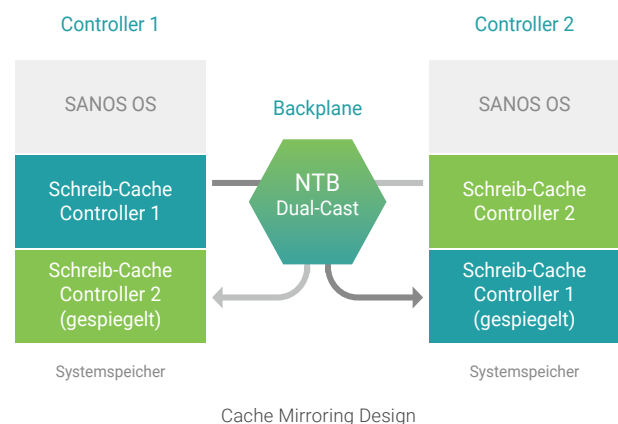 Controller 1
Controller 2
SANOS OS
Backplane
SANOS OS
Schreib-Cache
Controller 1
NTB
Dual-Cast
Schreib-Cache
Controller 2
Schreib-Cache
Controller 2
(gespiegelt)
Schreib-Cache
Controller 1
(gespiegelt)
Systemspeicher
Systemspeicher
Cache Mirroring Design